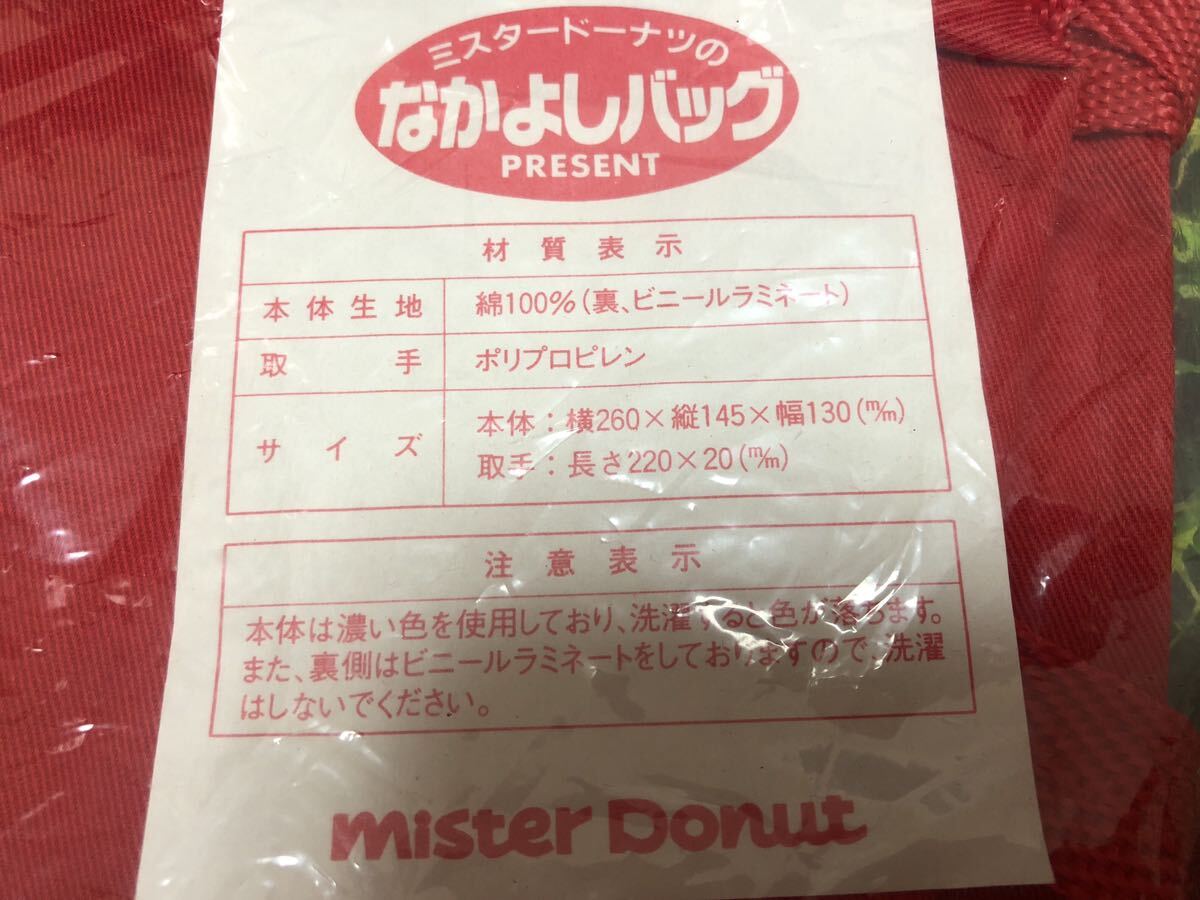 ミスタードーナツの
なかよしバッグ
PRESENT
材質表示
本体生地 綿100%(裏、ビニールラミネート)
取手 ポリプロピレン
サイズ 本体：横260×縦145×幅130(㎜)
取手：長さ220×20(㎜)
注意表示
本体は濃い色を使用しており、洗濯すると色が落ちます。
また、裏側はビニールラミネートをしておりますので、洗濯
はしないでください。
mister Donut